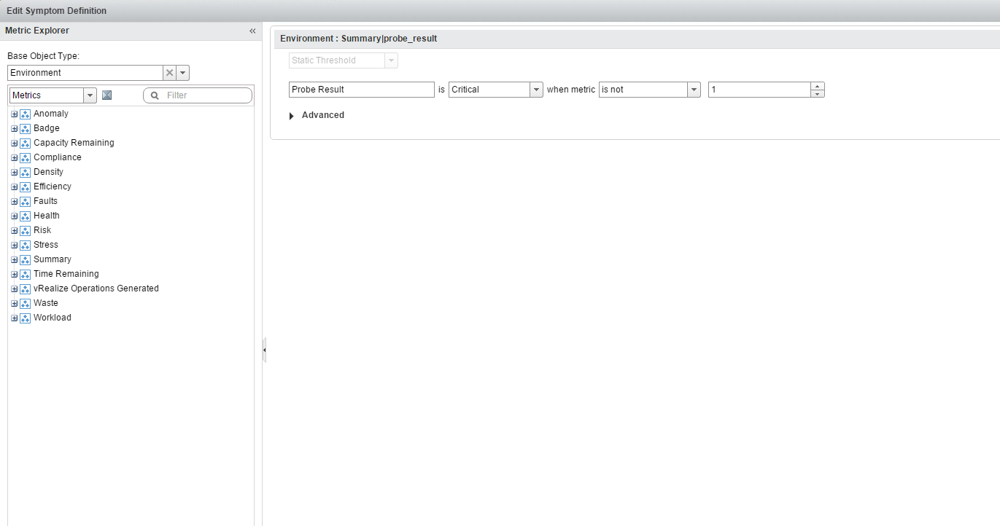 Edit Symptom Definition
Metric Explorer «
Base Object Type:
Environment
Metrics Filter
Anomaly
Badge
Capacity Remaining
Compliance
Density
Efficiency
Faults
Health
Risk
Stress
Summary
Time Remaining
vRealize Operations Generated
Waste
Workload
Environment : Summary|probe_result
Static Threshold
Probe Result is Critical when metric is not 1
Advanced